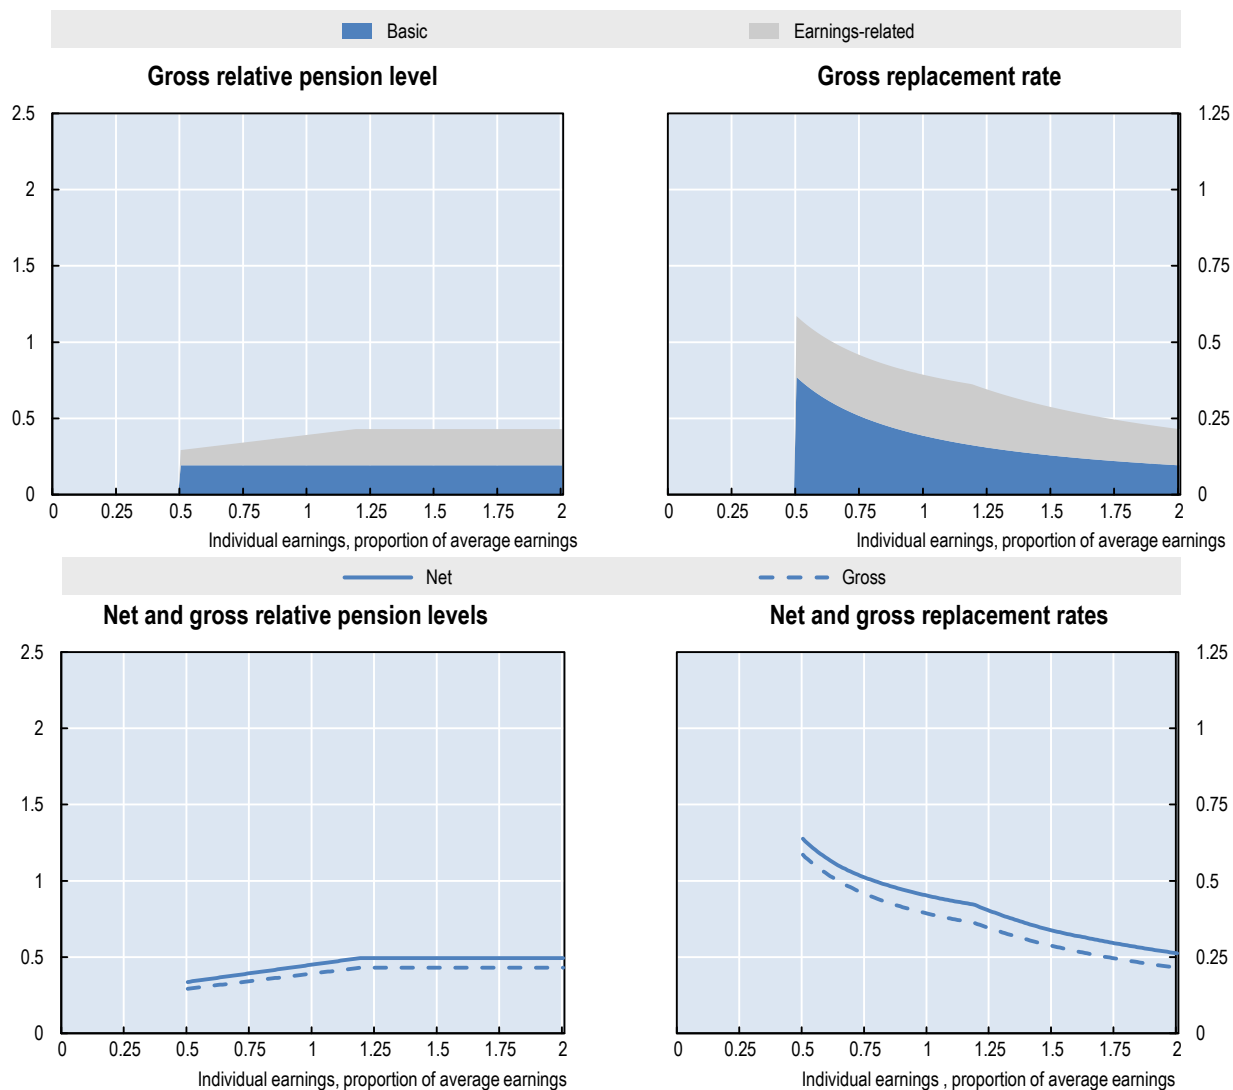 Basic
Earnings-related
Gross relative pension level
Gross replacement rate
2.5
2
1.5
1
0.5
0
0 0.25 0.5 0.75 1 1.25 1.5 1.75 2
Individual earnings, proportion of average earnings
1.25
1
0.75
0.5
0.25
0
0 0.25 0.5 0.75 1 1.25 1.5 1.75 2
Individual earnings, proportion of average earnings
Net
Gross
Net and gross relative pension levels
Net and gross replacement rates
2.5
2
1.5
1
0.5
0
0 0.25 0.5 0.75 1 1.25 1.5 1.75 2
Individual earnings, proportion of average earnings
1.25
1
0.75
0.5
0.25
0
0 0.25 0.5 0.75 1 1.25 1.5 1.75 2
Individual earnings , proportion of average earnings